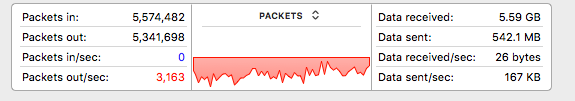 Packets in: 5,574,482
Packets out: 5,341,698
Packets in/sec: 0
Packets out/sec: 3,163
PACKETS
Data received: 5.59 GB
Data sent: 542.1 MB
Data received/sec: 26 bytes
Data sent/sec: 167 KB